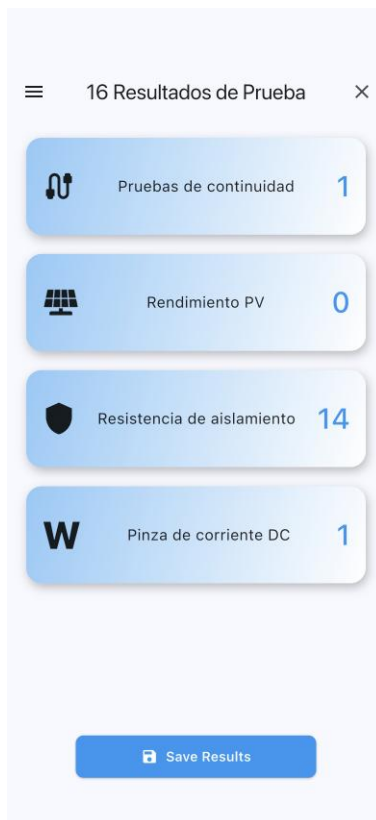 16 Resultados de Prueba
Pruebas de continuidad 1
Rendimiento PV 0
Resistencia de aislamiento 14
W Pinza de corriente DC 1
Save Results